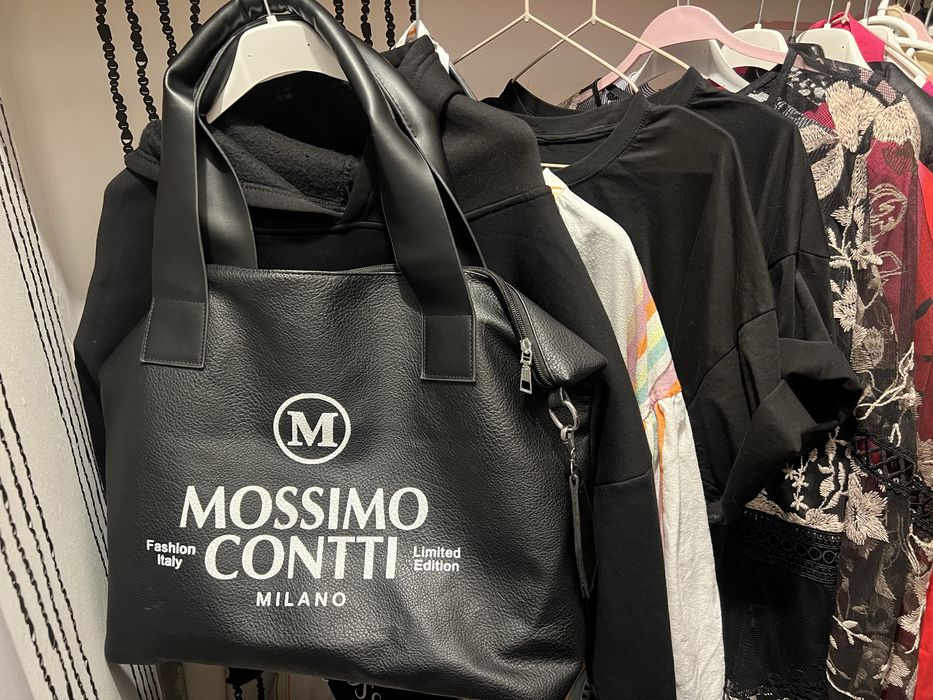 M
MOSSIMO
Fashion Italy CONTTI Limited Edition
MILANO